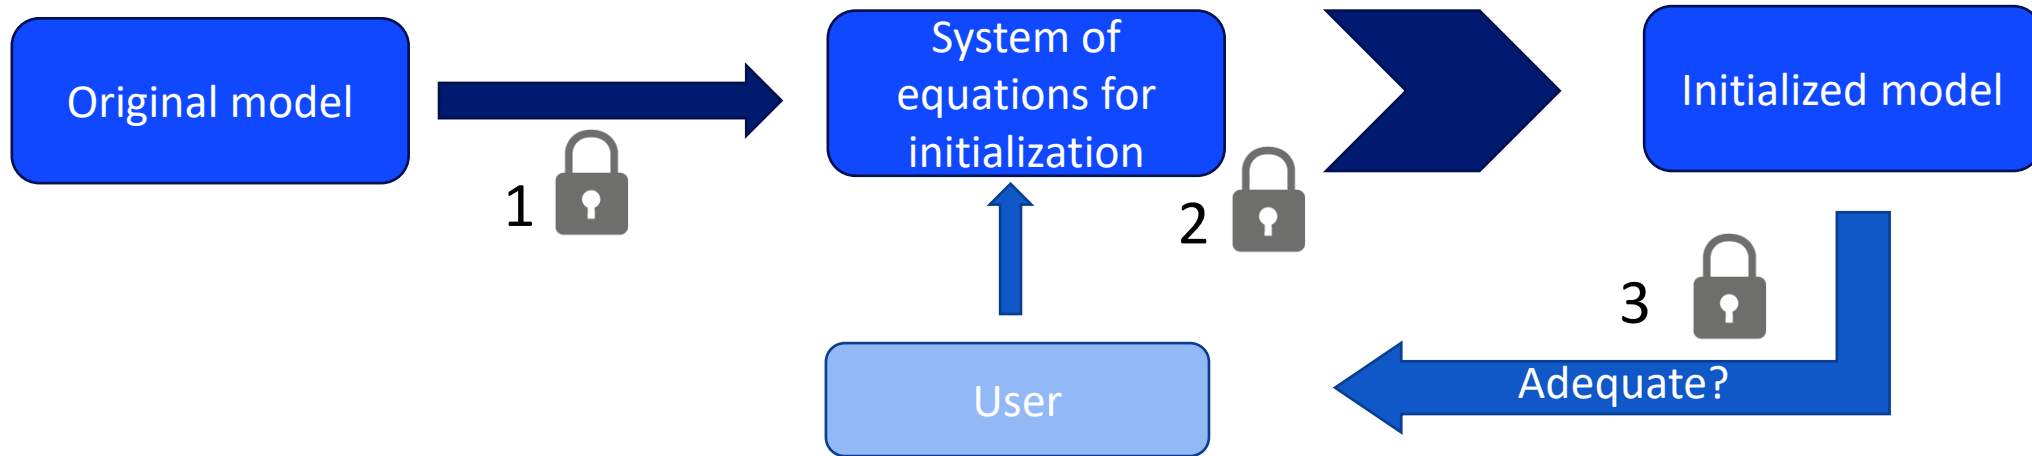 Original model
System of
equations for
initialization
Initialized model
1
2
3
User
Adequate?